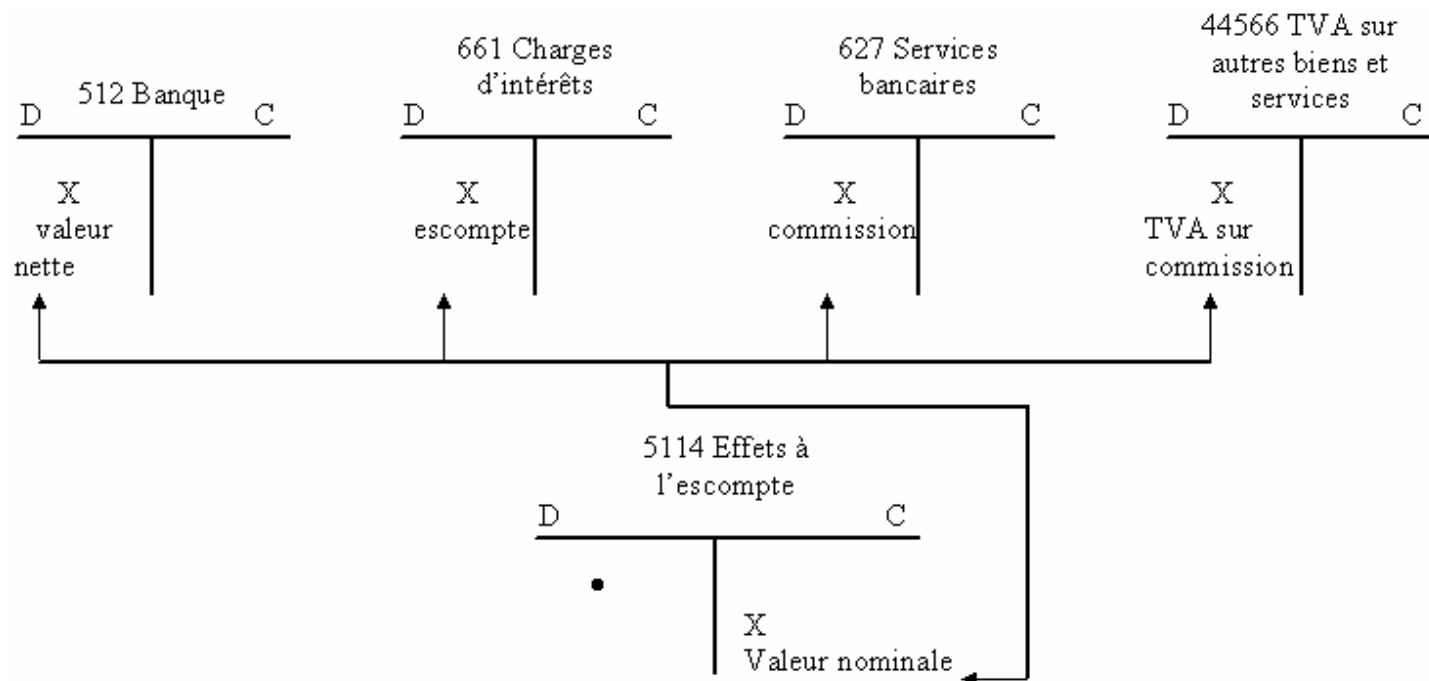 512 Banque
D C
X
valeur
nette
661 Charges
d'intérêts
D C
X
escompte
627 Services
bancaires
D C
X
commission
44566 TVA sur
autres biens et
services
D C
X
TVA sur
commission
5114 Effets à
l'escompte
D C
X
Valeur nominale